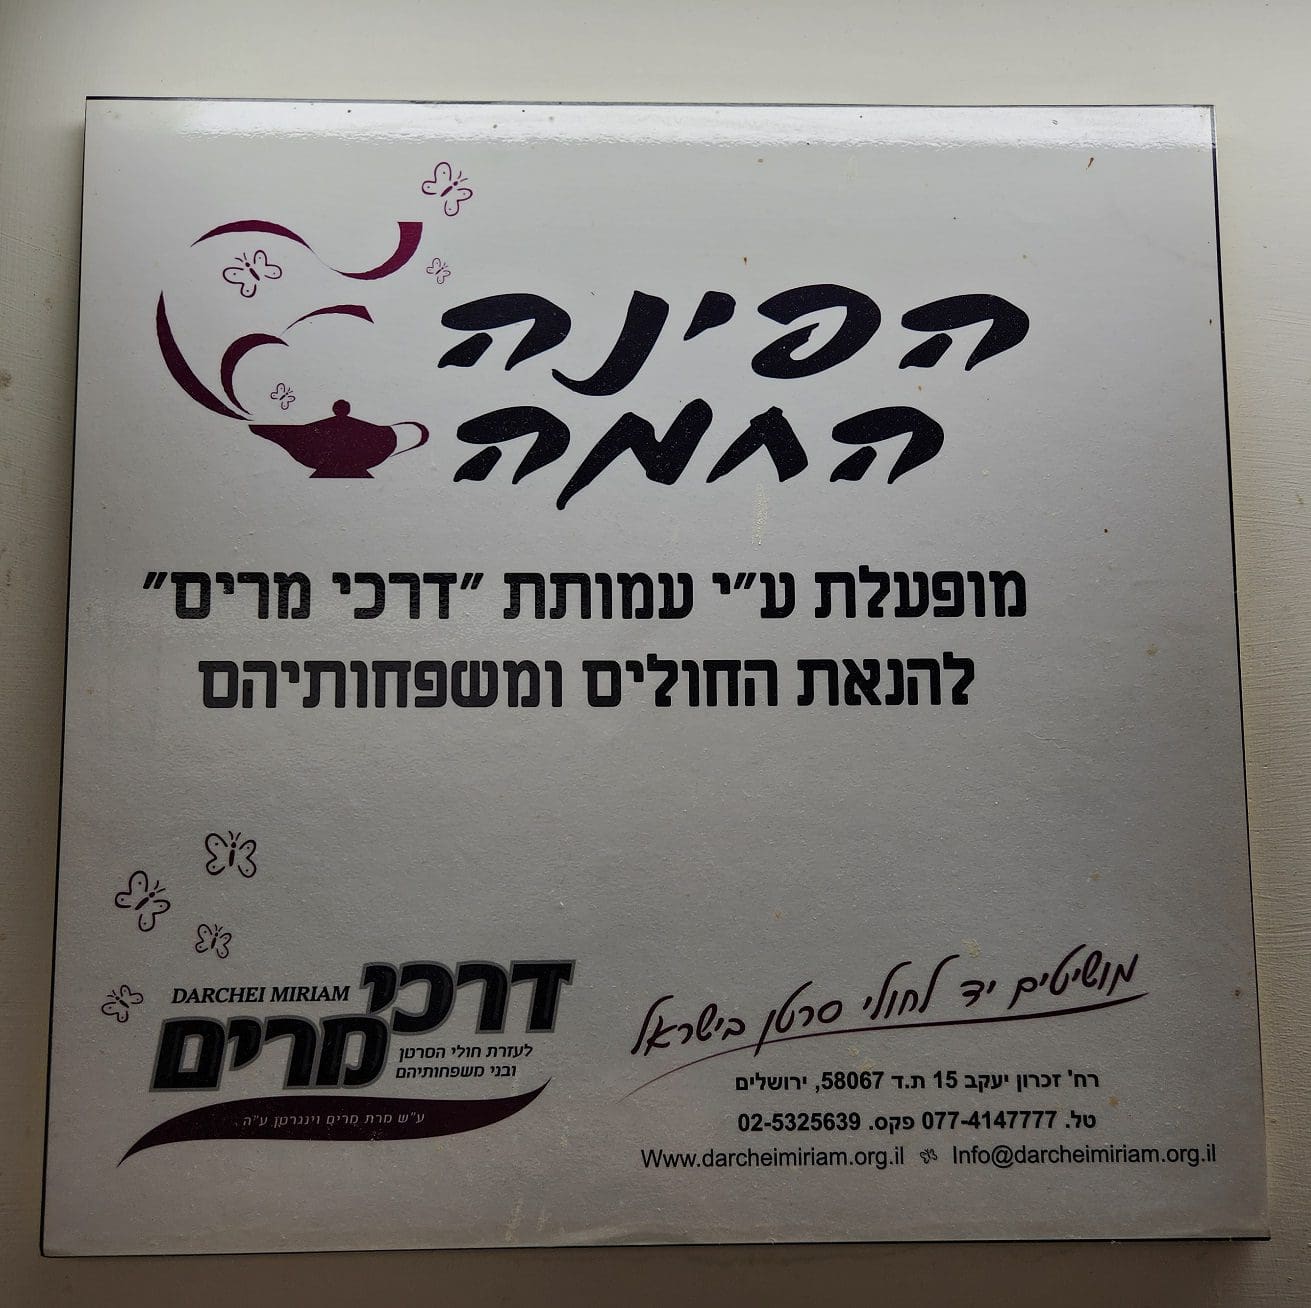 הפינה
החמה
מופעלת ע״י עמותת ״דרכי מרים״
להנאת החולים ומשפחותיהם
DARCHEI MIRIAM
דרכי
מרים
לעזרת חולי הסרטן
ובני משפחותיהם
ע״ש מרת מרים וינגרטן ע״ה
מושיטים יד לחולי סרטן בישראל
רח' זכרון יעקב 15 ת.ד 58067, ירושלים
טל. 077-4147777 פקס. 02-5325639
Www.darcheimiriam.org.il Info@darcheimiriam.org.il